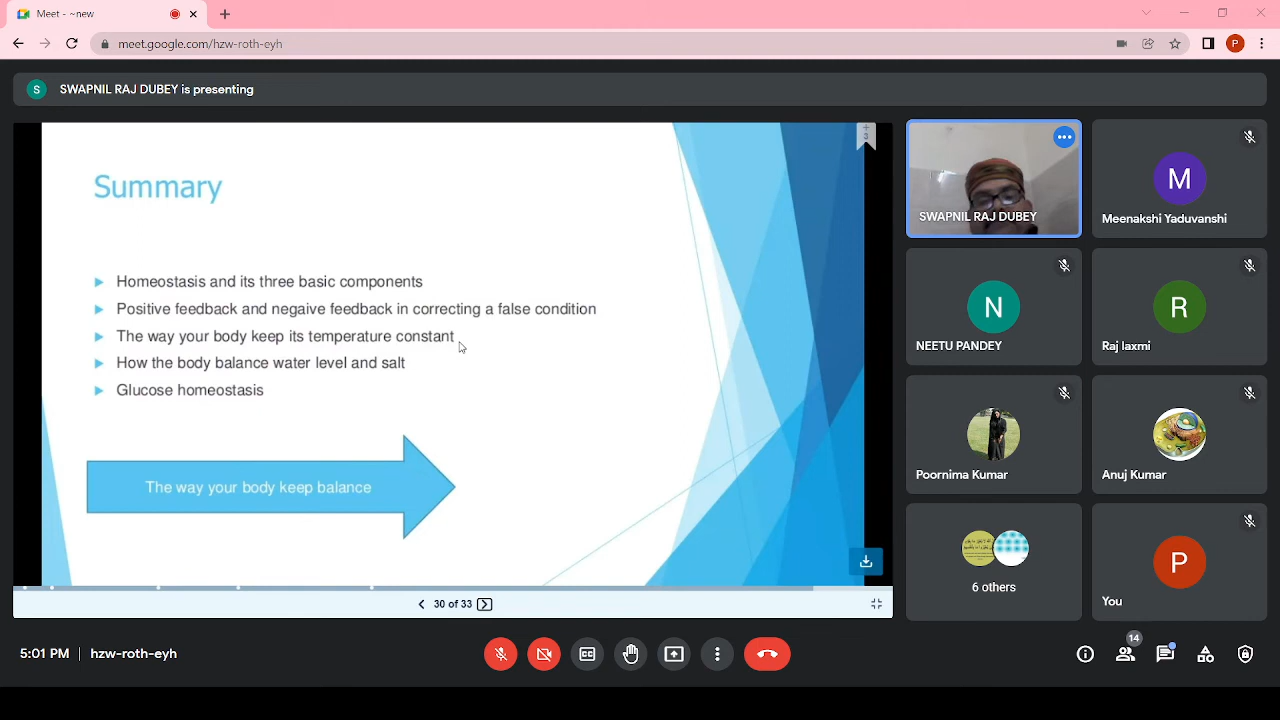 Meet - ~new
meet.google.com/hzw-roth-eyh
P
S
SWAPNIL RAJ DUBEY is presenting
+
3
Summary
Homeostasis and its three basic components
Positive feedback and negaive feedback in correcting a false condition
The way your body keep its temperature constant
How the body balance water level and salt
Glucose homeostasis
The way your body keep balance
30 of 33
SWAPNIL RAJ DUBEY
M
Meenakshi Yaduvanshi
N
NEETU PANDEY
R
Raj laxmi
Poornima Kumar
Anuj Kumar
6 others
P
You
5:01 PM
hzw-roth-eyh
CC
14